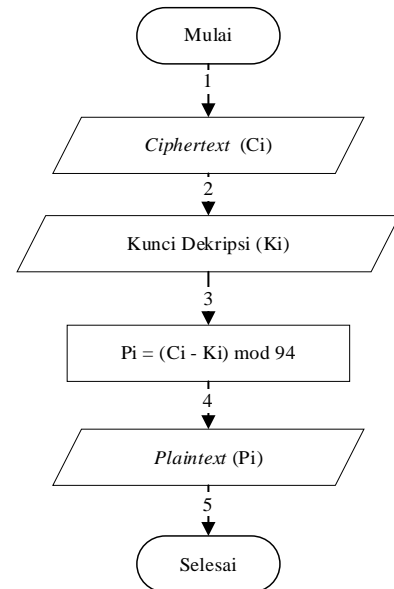 Mulai
1
Ciphertext (Ci)
2
Kunci Dekripsi (Ki)
3
Pi = (Ci - Ki) mod 94
4
Plaintext (Pi)
5
Selesai